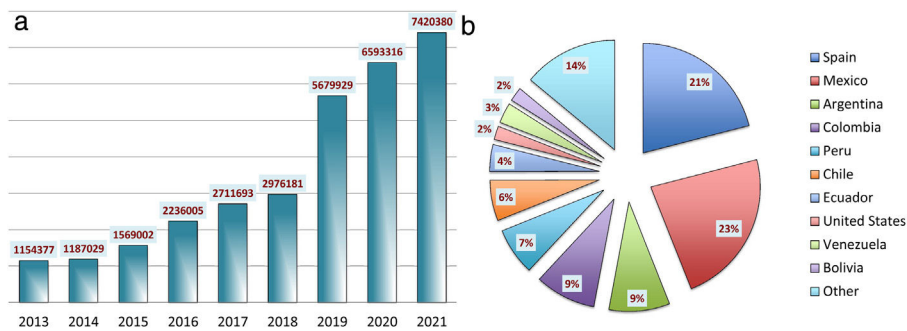 a
1154377
1187029
1569002
2236005
2711693
2976181
5679929
6593316
7420380
2013 2014 2015 2016 2017 2018 2019 2020 2021
b
21%
23%
9%
9%
7%
6%
4%
2%
3%
2%
14%
Spain
Mexico
Argentina
Colombia
Peru
Chile
Ecuador
United States
Venezuela
Bolivia
Other